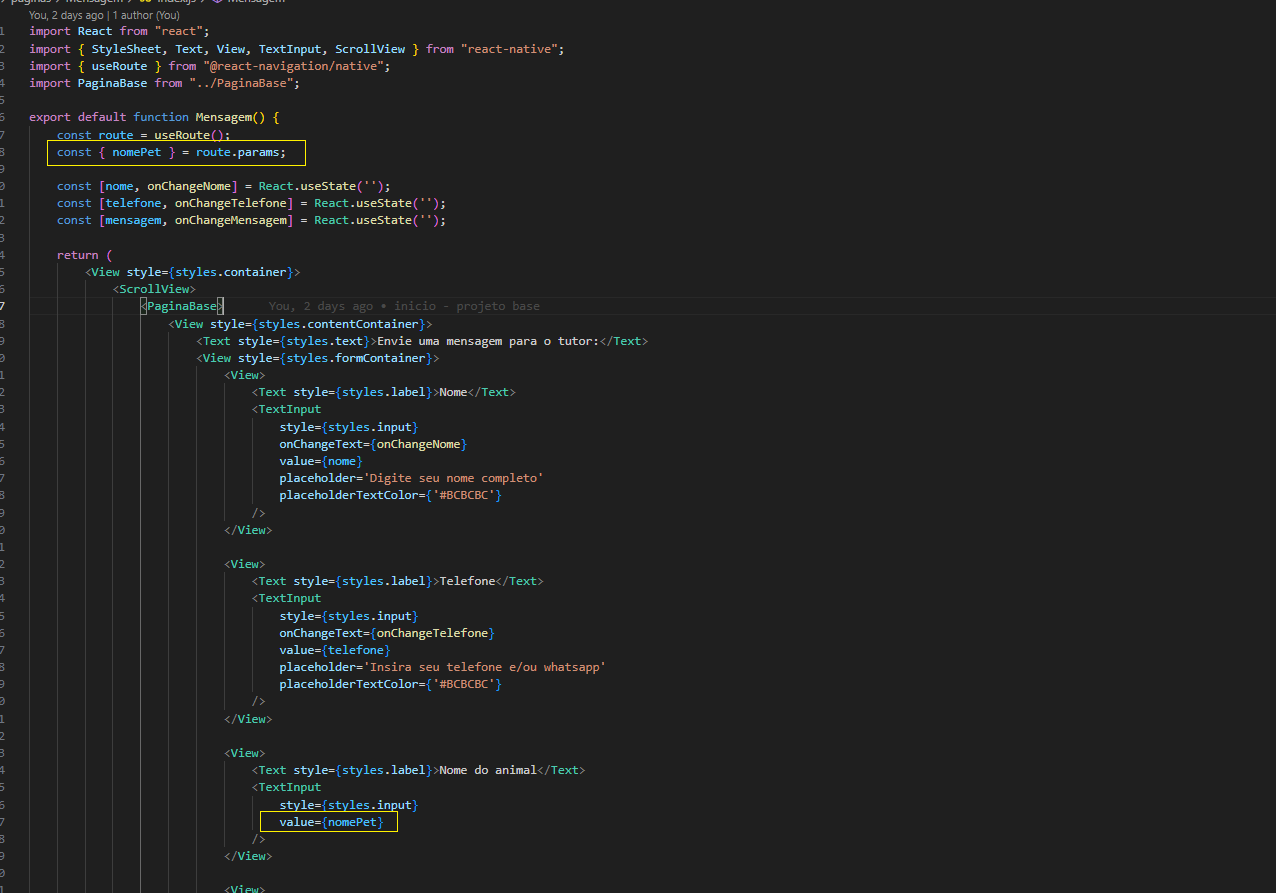 paginas > Mensagem > index.js > Mensagem
You, 2 days ago | 1 author (You)
1 import React from "react";
2 import { StyleSheet, Text, View, TextInput, ScrollView } from "react-native";
3 import { useRoute } from "@react-navigation/native";
4 import PaginaBase from "../PaginaBase";
5
6 export default function Mensagem() {
7 const route = useRoute();
8 const { nomePet } = route.params;
9
0 const [nome, onChangeNome] = React.useState('');
1 const [telefone, onChangeTelefone] = React.useState('');
2 const [mensagem, onChangeMensagem] = React.useState('');
3
4 return (
5 <View style={styles.container}>
6 <ScrollView>
7 <PaginaBase> You, 2 days ago • inicio - projeto base
8 <View style={styles.contentContainer}>
9 <Text style={styles.text}>Envie uma mensagem para o tutor:</Text>
0 <View style={styles.formContainer}>
1 <View>
2 <Text style={styles.label}>Nome</Text>
3 <TextInput
4 style={styles.input}
5 onChangeText={onChangeNome}
6 value={nome}
7 placeholder='Digite seu nome completo'
8 placeholderTextColor={'#BCBCBC'}
9 />
0 </View>
1
2 <View>
3 <Text style={styles.label}>Telefone</Text>
4 <TextInput
5 style={styles.input}
6 onChangeText={onChangeTelefone}
7 value={telefone}
8 placeholder='Insira seu telefone e/ou whatsapp'
9 placeholderTextColor={'#BCBCBC'}
0 />
1 </View>
2
3 <View>
4 <Text style={styles.label}>Nome do animal</Text>
5 <TextInput
6 style={styles.input}
7 value={nomePet}
8 />
9 </View>
0
1 <View>